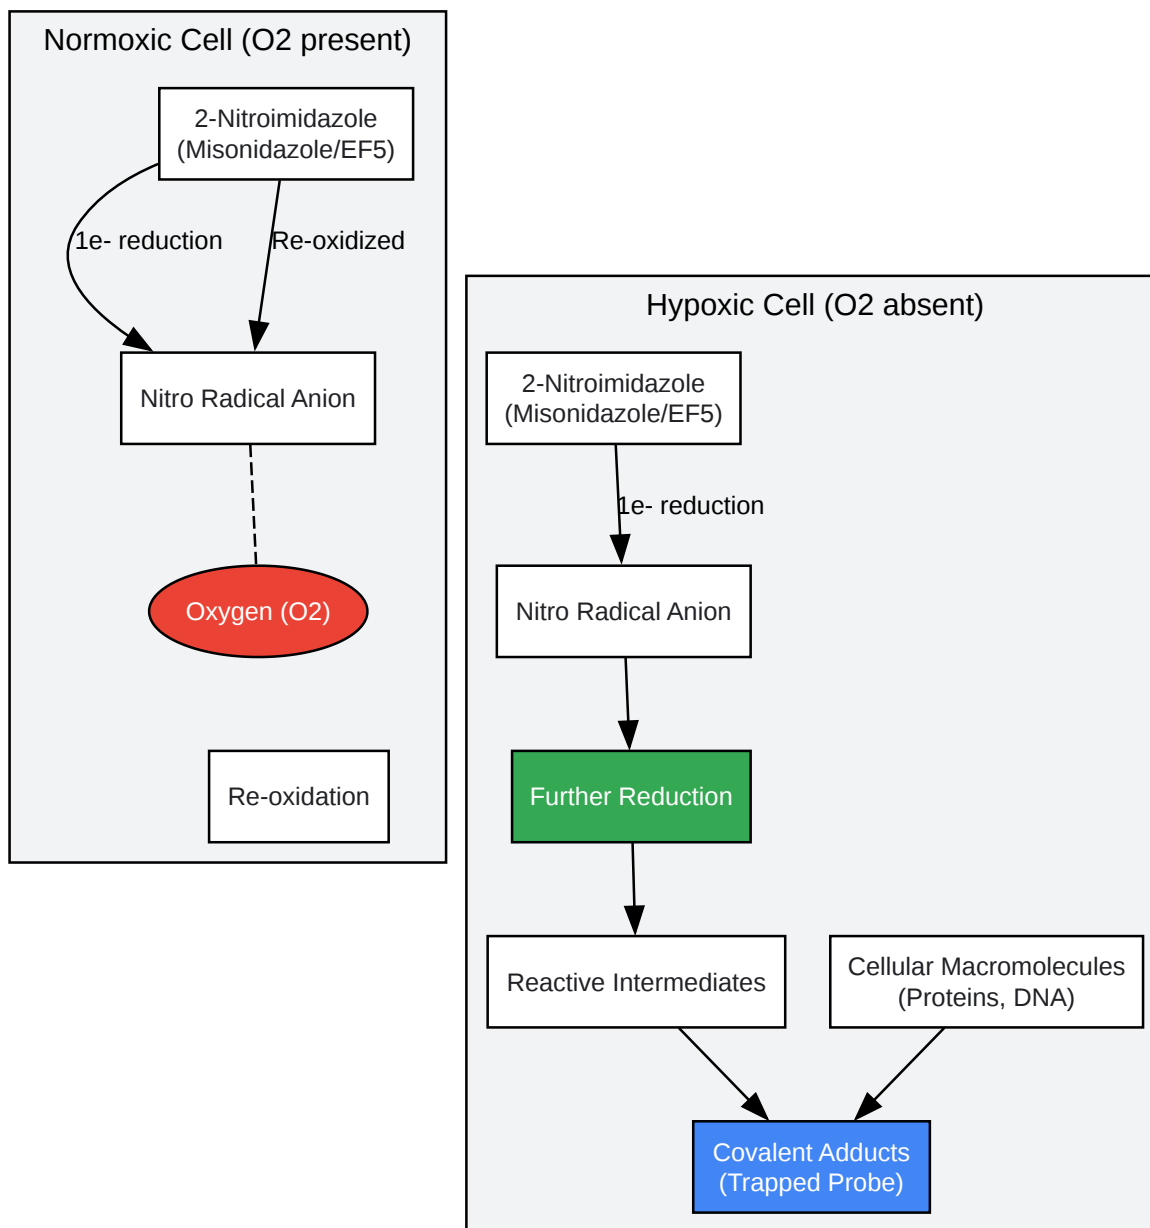 Normoxic Cell (O2 present)
2-Nitroimidazole
(Misonidazole/EF5)
1e- reduction
Re-oxidized
Nitro Radical Anion
Oxygen (O2)
Re-oxidation
Hypoxic Cell (O2 absent)
2-Nitroimidazole
(Misonidazole/EF5)
1e- reduction
Nitro Radical Anion
Further Reduction
Reactive Intermediates
Cellular Macromolecules
(Proteins, DNA)
Covalent Adducts
(Trapped Probe)